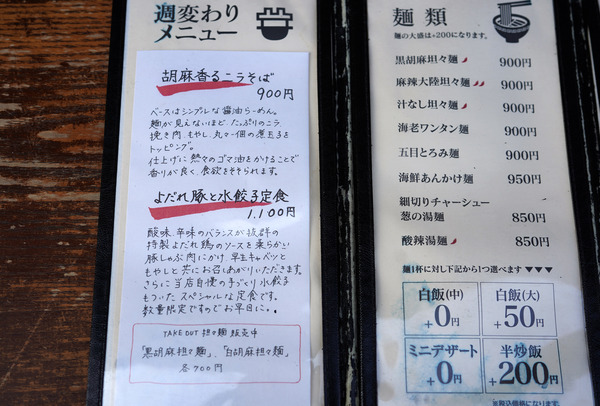 週変わり
メニュー
胡麻香るニラそば
900円
ベースはシンプルな醤油らーめん。
麺が見えないほど、たっぷりのニラ、
挽き肉、もやし、丸々一個の煮玉子を
トッピング。
仕上げに熱々のゴマ油をかけることで
香りが良く、食欲をそそられます。
よだれ豚と水餃子定食
1,100円
酸味、辛味のバランスが抜群の
特製よだれ鶏のソースを柔らかい
豚しゃぶ肉にかけ、早生キャベツと
もやしと共にお召しあがりいただきます。
さらに当店自慢の手づくり水餃子
もついた、スペシャルな定食です。
数量限定ですのでお早目に。
TAKE OUT 担々麺 販売中
「黒胡麻担々麺」、「白胡麻担々麺」
各700円
麺類
麺の大盛は+200になります。
黒胡麻担々麺 900円
麻辣大陸担々麺 900円
汁なし担々麺 900円
海老ワンタン麺 900円
五目とろみ麺 900円
海鮮あんかけ麺 950円
細切りチャーシュー
葱の湯麺 850円
酸辣湯麺 850円
麺1杯に対し下記から1つ選べます ▼▼▼
白飯(中) 白飯(大)
+0円 +50円
ミニデザート 半炒飯
+0円 +200円
※税込価格になります。